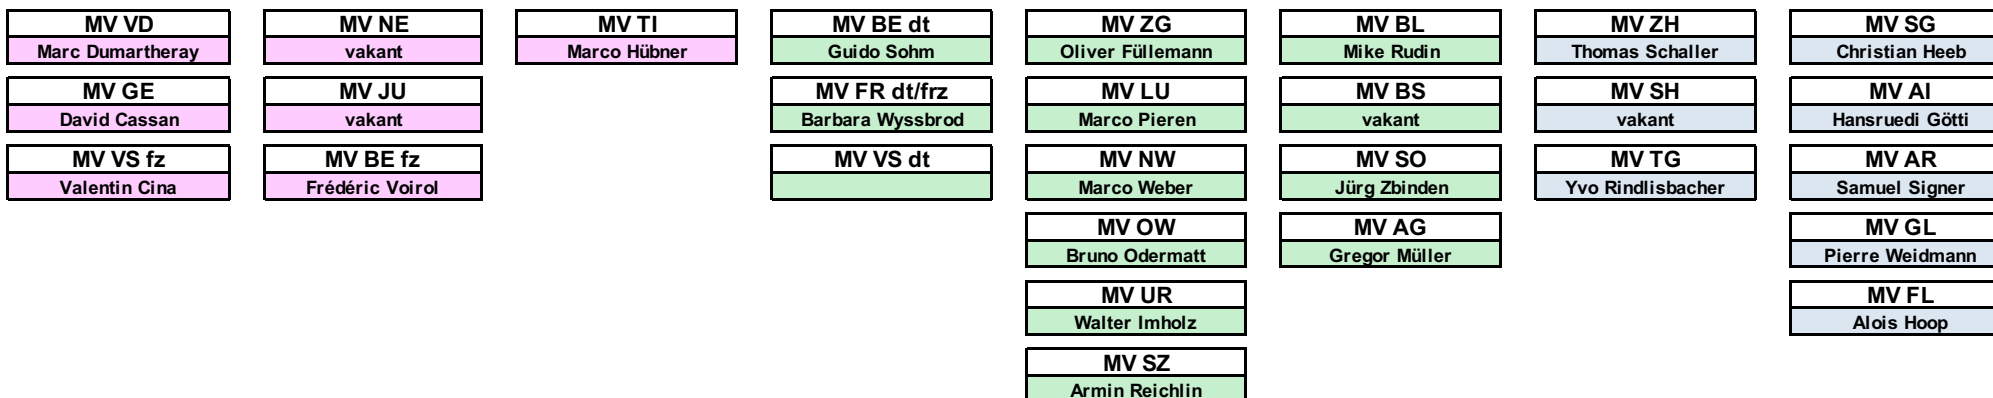 MV VD
Marc Dumartheray
MV GE
David Cassan
MV VS fz
Valentin Cina
MV NE
vakant
MV JU
vakant
MV BE fz
Frédéric Voirol
MV TI
Marco Hübner
MV BE dt
Guido Sohm
MV FR dt/frz
Barbara Wyssbrod
MV VS dt
MV ZG
Oliver Füllemann
MV LU
Marco Pieren
MV NW
Marco Weber
MV OW
Bruno Odermatt
MV UR
Walter Imholz
MV SZ
Armin Reichlin
MV BL
Mike Rudin
MV BS
vakant
MV SO
Jürg Zbinden
MV AG
Gregor Müller
MV ZH
Thomas Schaller
MV SH
vakant
MV TG
Yvo Rindlisbacher
MV SG
Christian Heeb
MV AI
Hansruedi Götti
MV AR
Samuel Signer
MV GL
Pierre Weidmann
MV FL
Alois Hoop